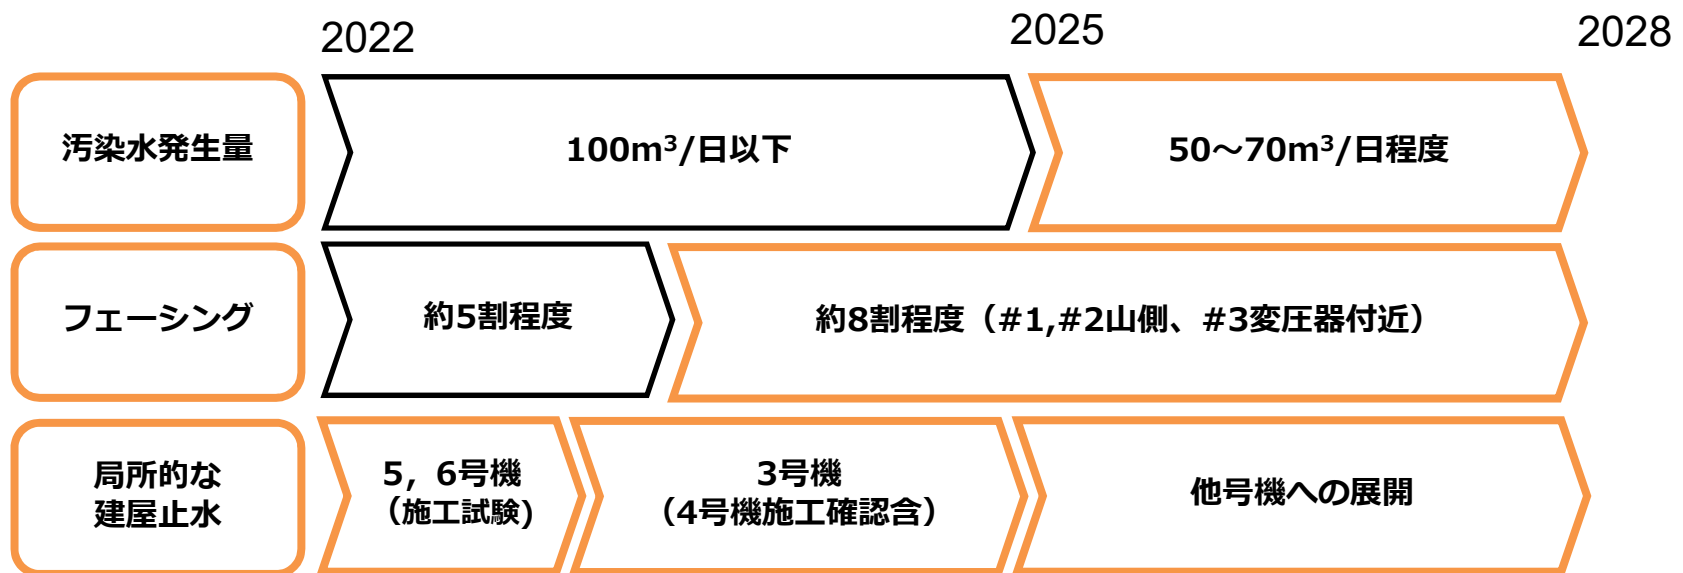 2022
2025
2028
汚染水発生量
100m³/日以下
50～70m³/日程度
フェーシング
約5割程度
約8割程度（#1,#2山側、#3変圧器付近）
局所的な
建屋止水
5，6号機
（施工試験)
3号機
（4号機施工確認含）
他号機への展開